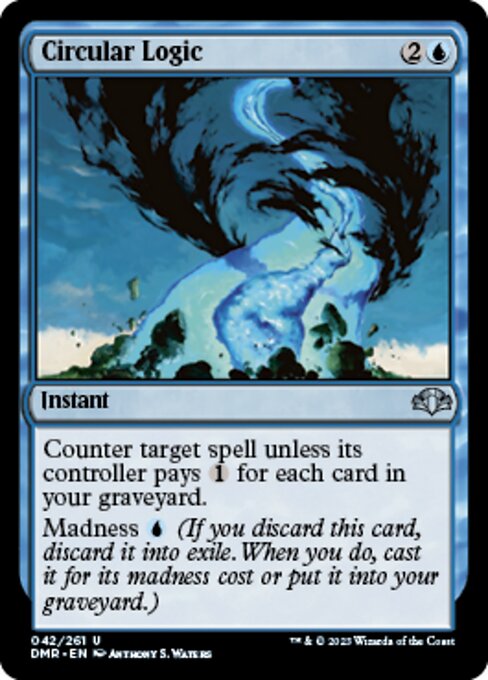 Circular Logic 2
Instant
Counter target spell unless its
controller pays 1 for each card in
your graveyard.
Madness (If you discard this card,
discard it into exile. When you do, cast
it for its madness cost or put it into your
graveyard.)
042/261 U ™ & © 2023 Wizards of the Coast
DMR • EN Anthony S. Waters